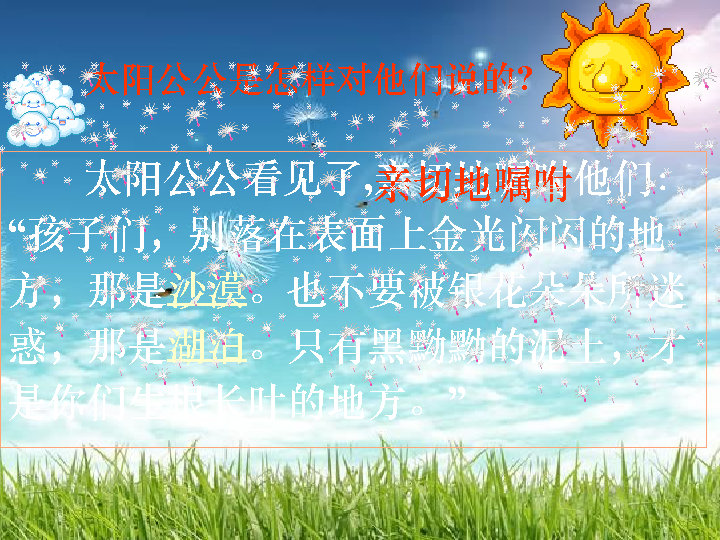 太阳公公是怎样对他们说的?
太阳公公看见了,亲切地嘱咐他们:
“孩子们，别落在表面上金光闪闪的地
方，那是沙漠。也不要被银花朵朵所迷
惑，那是湖泊。只有黑黝黝的泥土，才
是你们生根长叶的地方。”